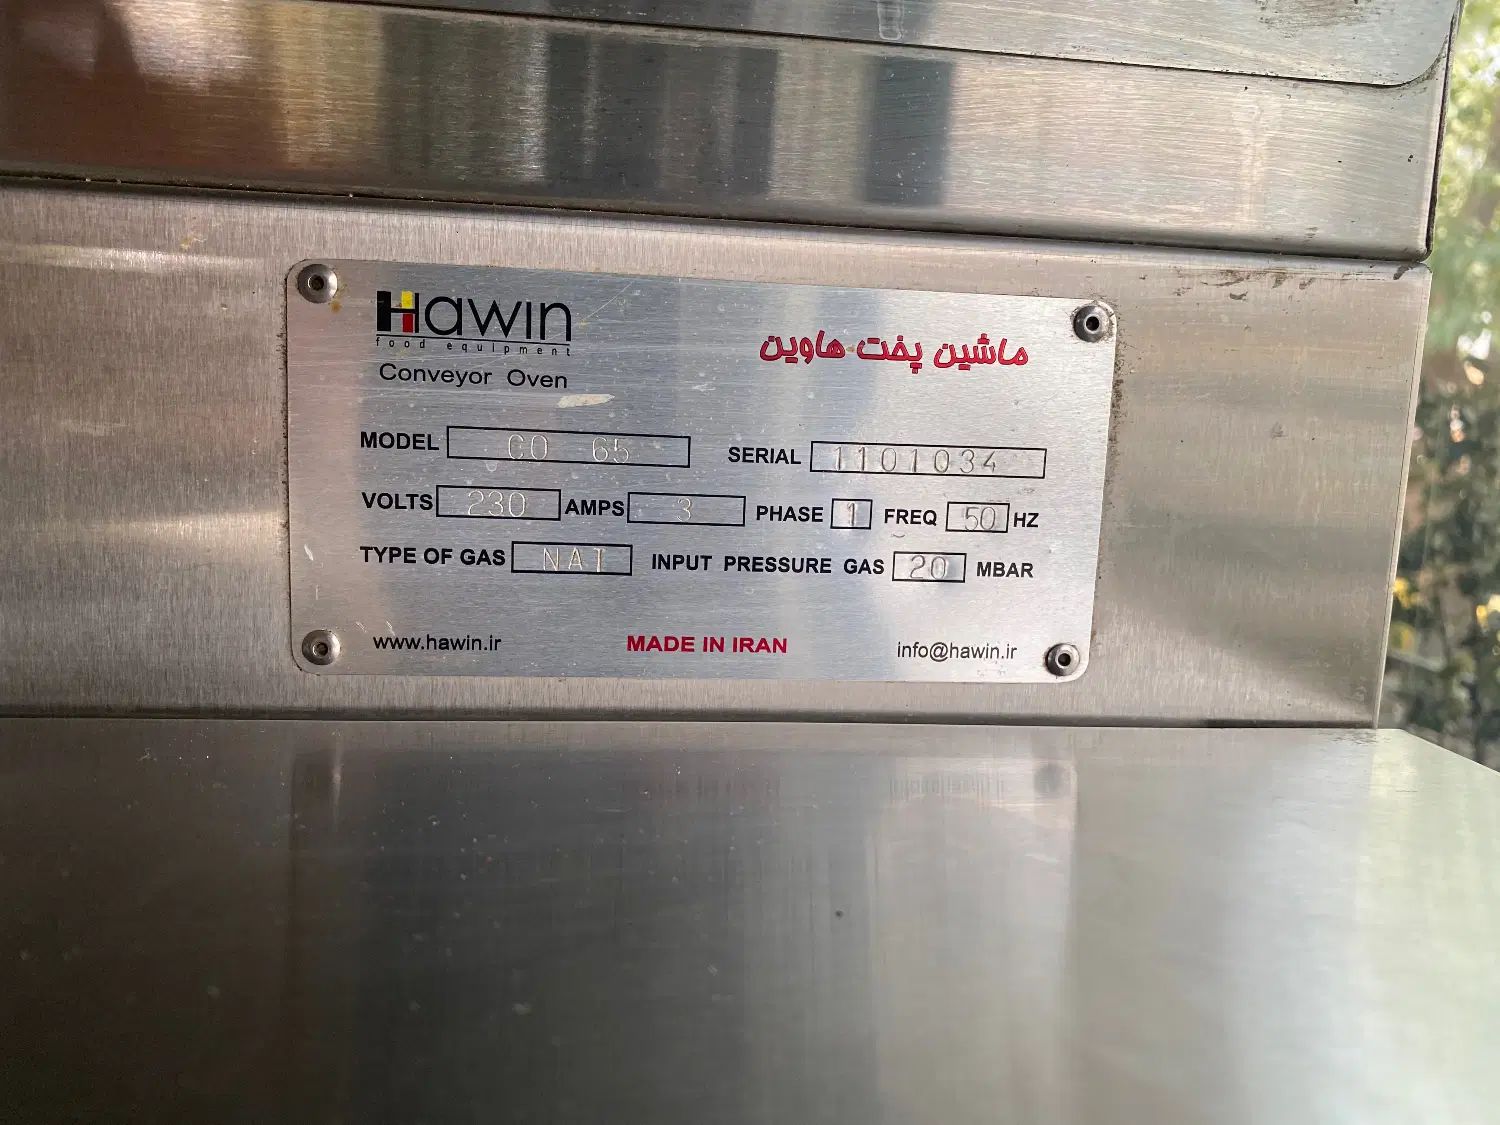 Hawin
food equipment
Conveyor Oven
ماشین پخت هاوین
MODEL CO 65 SERIAL 1101034
VOLTS 230 AMPS 3 PHASE 1 FREQ 50 HZ
TYPE OF GAS NAT INPUT PRESSURE GAS 20 MBAR
www.hawin.ir MADE IN IRAN info@hawin.ir